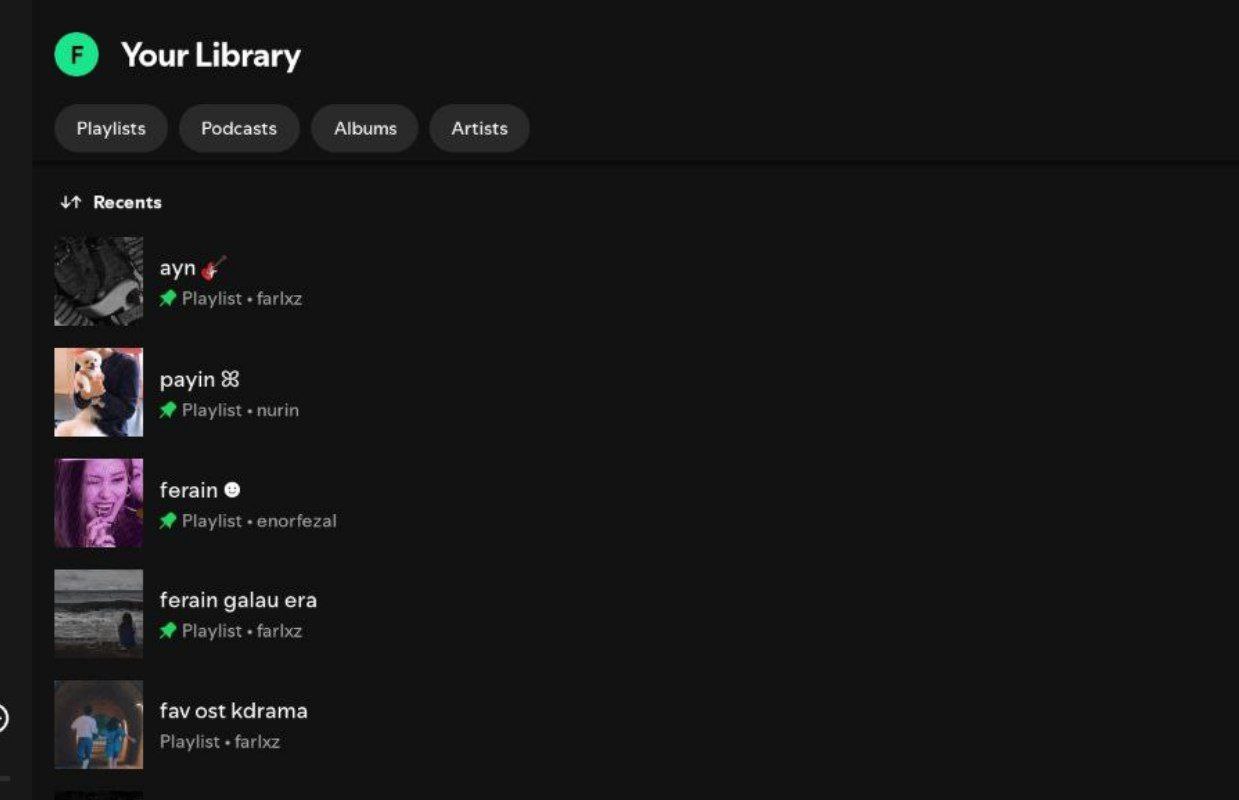 F Your Library
Playlists Podcasts Albums Artists
Recents
ayn 🎸
Playlist • farlxz
payin ꕤ
Playlist • nurin
ferain ☻
Playlist • enorfezal
ferain galau era
Playlist • farlxz
fav ost kdrama
Playlist • farlxz